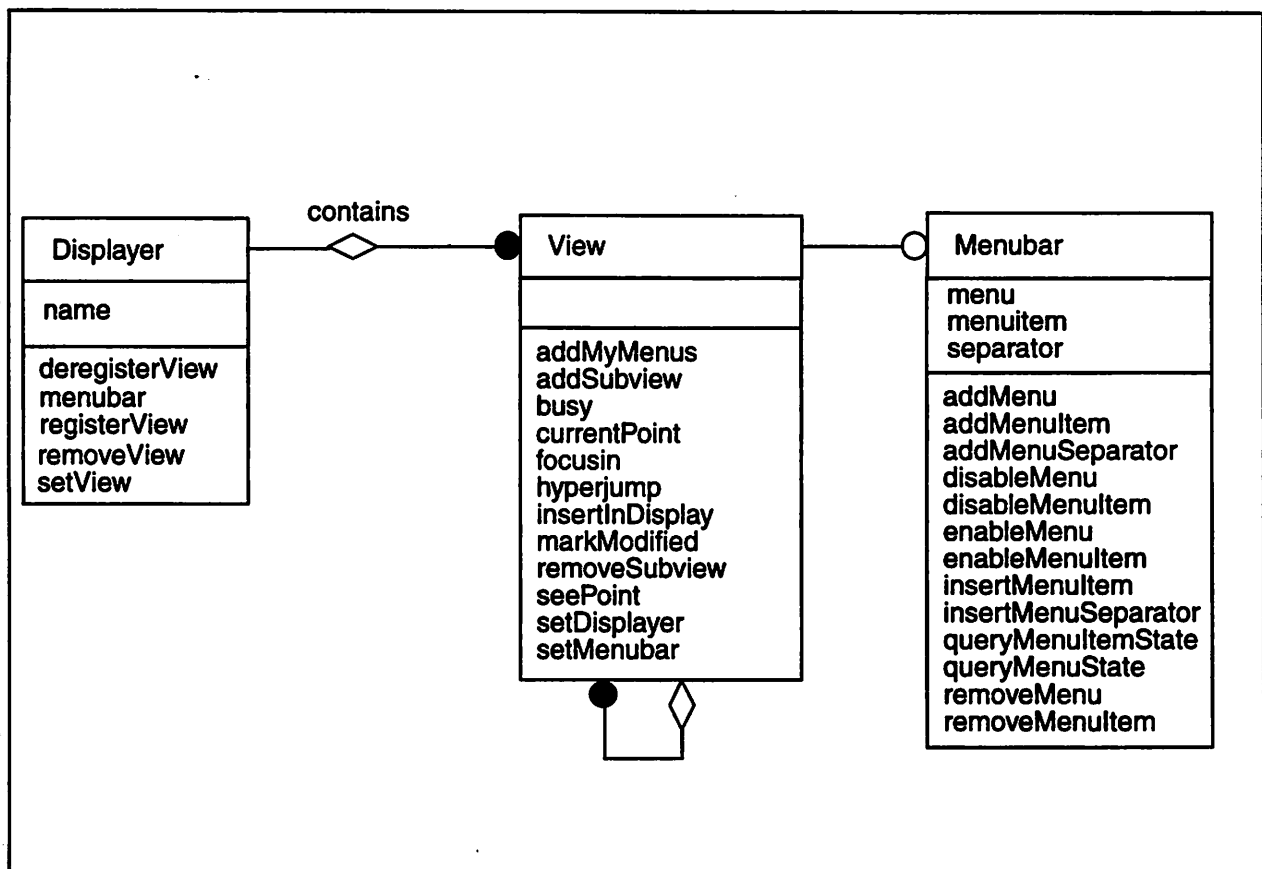 contains
Displayer
name
deregisterView
menubar
registerView
removeView
setView
View
addMyMenus
addSubview
busy
currentPoint
focusin
hyperjump
insertInDisplay
markModified
removeSubview
seePoint
setDisplayer
setMenubar
Menubar
menu
menuitem
separator
addMenu
addMenuItem
addMenuSeparator
disableMenu
disableMenuItem
enableMenu
enableMenuItem
insertMenuItem
insertMenuSeparator
queryMenuItemState
queryMenuState
removeMenu
removeMenuItem